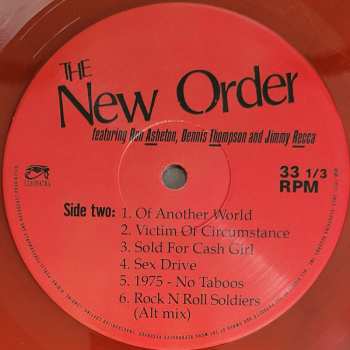 THE
New Order
featuring Ron Asheton, Dennis Thompson and Jimmy Recca
CLEOPATRA
33 1/3
RPM
Side two:
1. Of Another World
2. Victim Of Circumstance
3. Sold For Cash Girl
4. Sex Drive
5. 1975 - No Taboos
6. Rock N Roll Soldiers
(Alt mix)